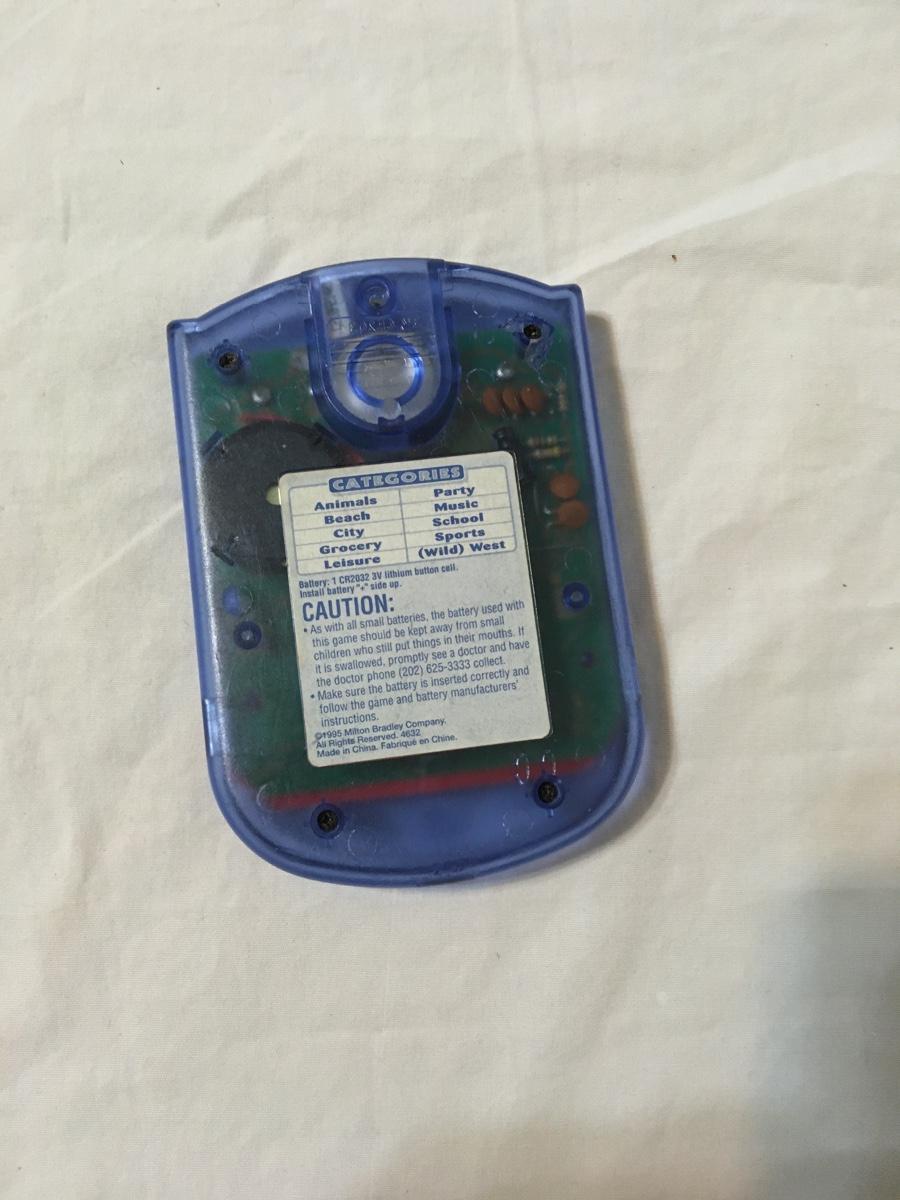 CATEGORIES
Animals Party
Beach Music
City School
Grocery Sports
Leisure (Wild) West
Battery: 1 CR2032 3V lithium button cell.
Install battery "+" side up.
CAUTION:
• As with all small batteries, the battery used with
this game should be kept away from small
children who still put things in their mouths. If
it is swallowed, promptly see a doctor and have
the doctor phone (202) 625-3333 collect.
• Make sure the battery is inserted correctly and
follow the game and battery manufacturers'
instructions.
©1995 Milton Bradley Company.
All Rights Reserved. 4632
Made in China. Fabriqué en Chine.